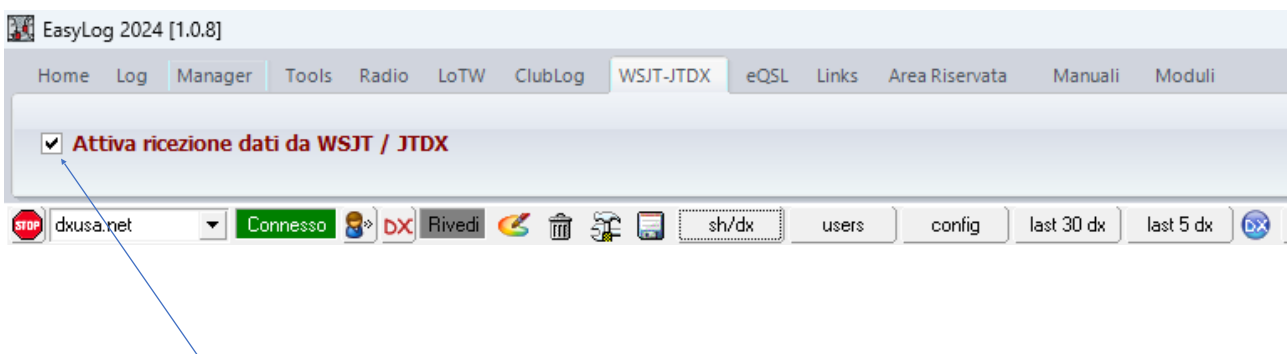 EasyLog 2024 [1.0.8]
Home Log Manager Tools Radio LoTW ClubLog WSJT-JTDX eQSL Links Area Riservata Manuali Moduli
Attiva ricezione dati da WSJT / JTDX
STOP dxusa.net Connesso DX Rivedi sh/dx users config last 30 dx last 5 dx DX